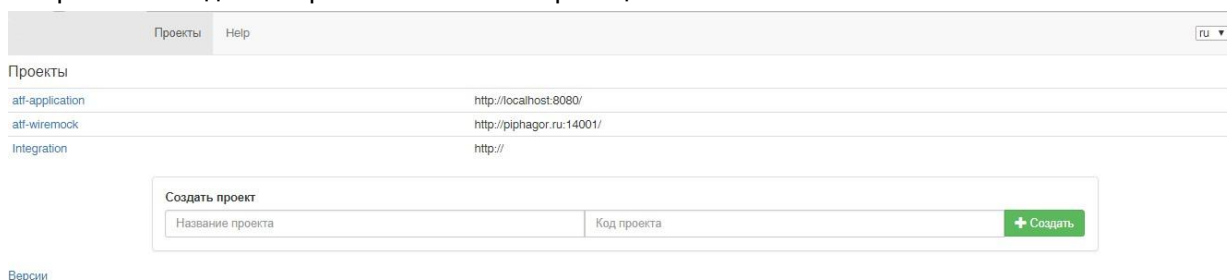 Проекты Help ru
Проекты
atf-application http://localhost:8080/
atf-wiremock http://piphagor.ru:14001/
Integration http://
Создать проект
Название проекта Код проекта Создать
Версии